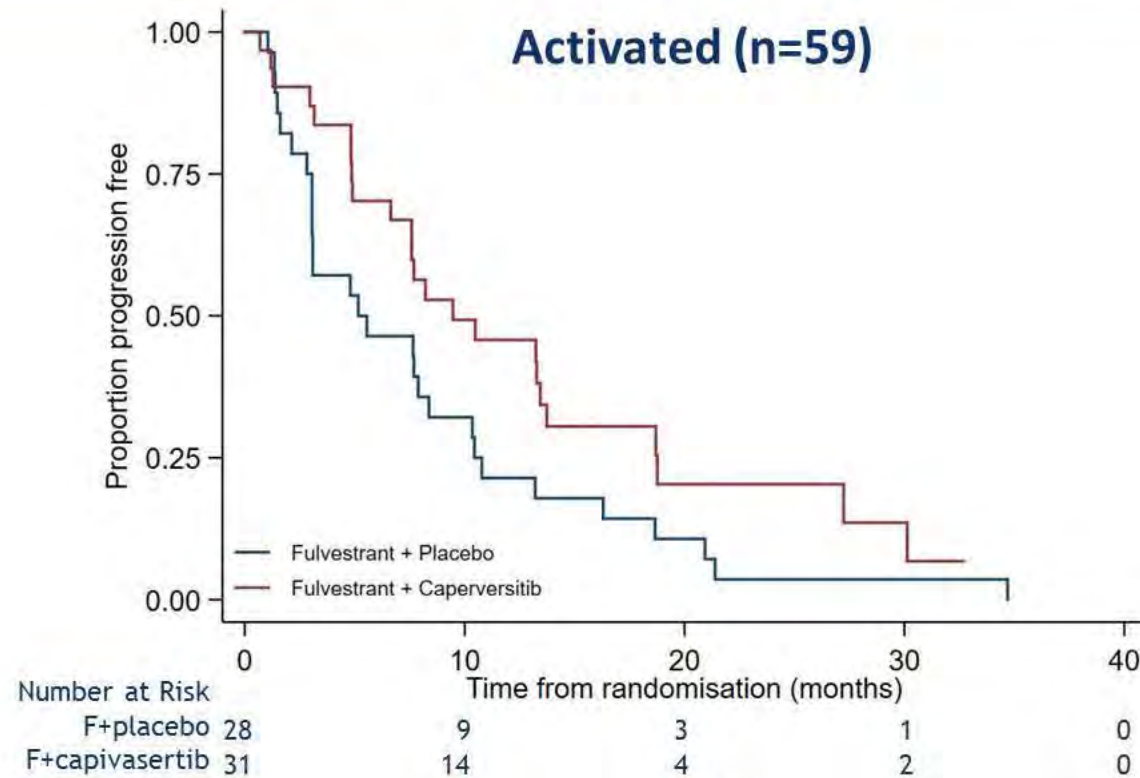 Activated (n=59)
1.00
0.75
0.50
0.25
0.00
Proportion progression free
Fulvestrant + Placebo
Fulvestrant + Caperversitib
0 10 20 30 40
Time from randomisation (months)
Number at Risk
F+placebo 28 9 3 1 0
F+capivasertib 31 14 4 2 0